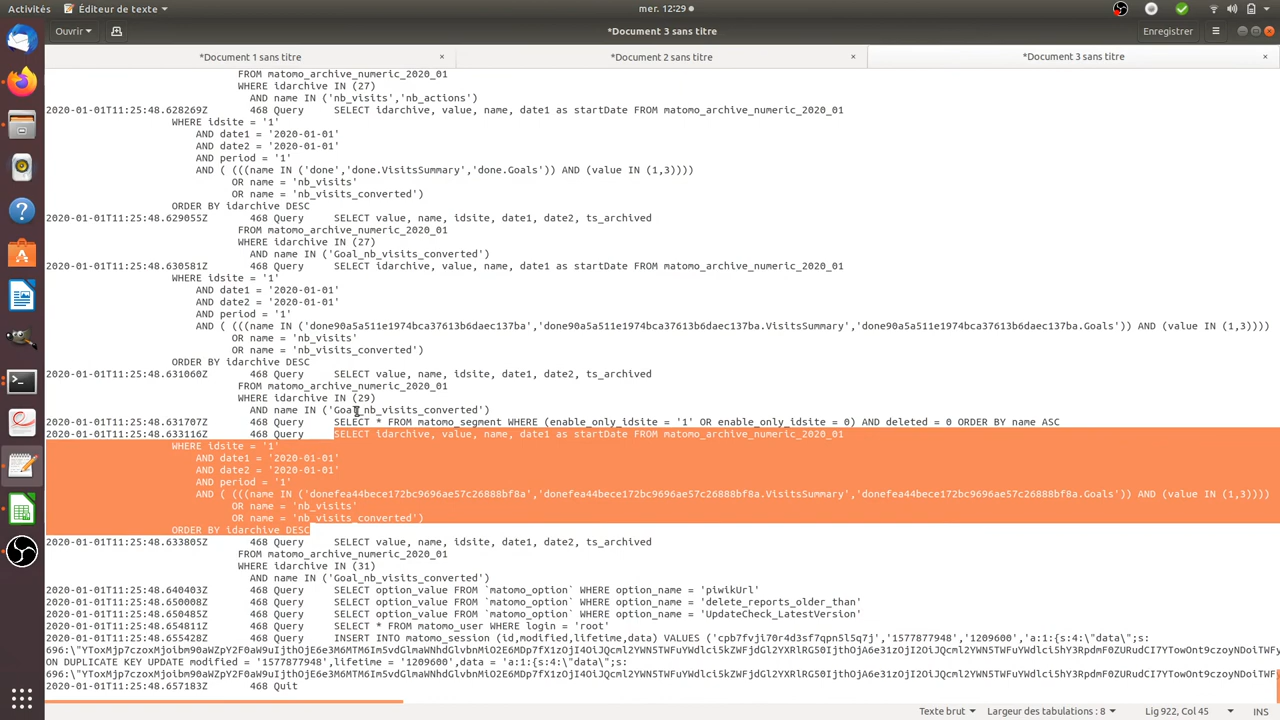 Activités
Éditeur de texte
mer. 12:29
Ouvrir
*Document 3 sans titre
Enregistrer
*Document 1 sans titre
*Document 2 sans titre
*Document 3 sans titre
FROM matomo_archive_numeric_2020_01
WHERE idarchive IN (27)
AND name IN ('nb_visits','nb_actions')
2020-01-01T11:25:48.628269Z 468 Query SELECT idarchive, value, name, date1 as startDate FROM matomo_archive_numeric_2020_01
WHERE idsite = '1'
AND date1 = '2020-01-01'
AND date2 = '2020-01-01'
AND period = '1'
AND ( (((name IN ('done','done.VisitsSummary','done.Goals')) AND (value IN (1,3))))
OR name = 'nb_visits'
OR name = 'nb_visits_converted')
ORDER BY idarchive DESC
2020-01-01T11:25:48.629055Z 468 Query SELECT value, name, idsite, date1, date2, ts_archived
FROM matomo_archive_numeric_2020_01
WHERE idarchive IN (27)
AND name IN ('Goal_nb_visits_converted')
2020-01-01T11:25:48.630581Z 468 Query SELECT idarchive, value, name, date1 as startDate FROM matomo_archive_numeric_2020_01
WHERE idsite = '1'
AND date1 = '2020-01-01'
AND date2 = '2020-01-01'
AND period = '1'
AND ( (((name IN ('done90a5a511e1974bca37613b6daec137ba','done90a5a511e1974bca37613b6daec137ba.VisitsSummary','done90a5a511e1974bca37613b6daec137ba.Goals')) AND (value IN (1,3))))
OR name = 'nb_visits'
OR name = 'nb_visits_converted')
ORDER BY idarchive DESC
2020-01-01T11:25:48.631060Z 468 Query SELECT value, name, idsite, date1, date2, ts_archived
FROM matomo_archive_numeric_2020_01
WHERE idarchive IN (29)
AND name IN ('Goal_nb_visits_converted')
2020-01-01T11:25:48.631707Z 468 Query SELECT * FROM matomo_segment WHERE (enable_only_idsite = '1' OR enable_only_idsite = 0) AND deleted = 0 ORDER BY name ASC
2020-01-01T11:25:48.633116Z 468 Query SELECT idarchive, value, name, date1 as startDate FROM matomo_archive_numeric_2020_01
WHERE idsite = '1'
AND date1 = '2020-01-01'
AND date2 = '2020-01-01'
AND period = '1'
AND ( (((name IN ('donefea44bece172bc9696ae57c26888bf8a','donefea44bece172bc9696ae57c26888bf8a.VisitsSummary','donefea44bece172bc9696ae57c26888bf8a.Goals')) AND (value IN (1,3))))
OR name = 'nb_visits'
OR name = 'nb_visits_converted')
ORDER BY idarchive DESC
2020-01-01T11:25:48.633805Z 468 Query SELECT value, name, idsite, date1, date2, ts_archived
FROM matomo_archive_numeric_2020_01
WHERE idarchive IN (31)
AND name IN ('Goal_nb_visits_converted')
2020-01-01T11:25:48.640403Z 468 Query SELECT option_value FROM `matomo_option` WHERE option_name = 'piwikUrl'
2020-01-01T11:25:48.650008Z 468 Query SELECT option_value FROM `matomo_option` WHERE option_name = 'delete_reports_older_than'
2020-01-01T11:25:48.650485Z 468 Query SELECT option_value FROM `matomo_option` WHERE option_name = 'UpdateCheck_LatestVersion'
2020-01-01T11:25:48.654811Z 468 Query SELECT * FROM matomo_user WHERE login = 'root'
2020-01-01T11:25:48.655428Z 468 Query INSERT INTO matomo_session (id,modified,lifetime,data) VALUES ('cpb7fvji70r4d3sf7qpnsl5q7j','1577877948','1209600','a:1:{s:4:\"data\";s:
ON DUPLICATE KEY UPDATE modified = '1577877948',lifetime = '1209600',data = 'a:1:{s:4:\"data\";s:
2020-01-01T11:25:48.657183Z 468 Quit
Texte brut
Largeur des tabulations : 8
Lig 922, Col 45
INS